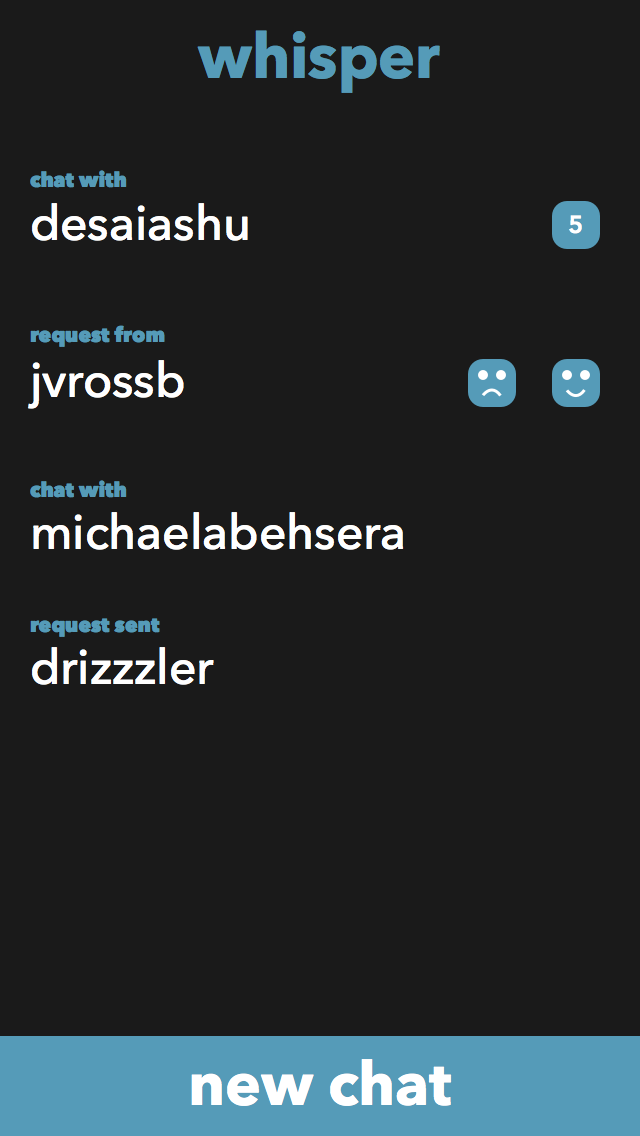 whisper
chat with
desaiashu
5
request from
jvrossb
chat with
michaelabehsera
request sent
drizzzler
new chat